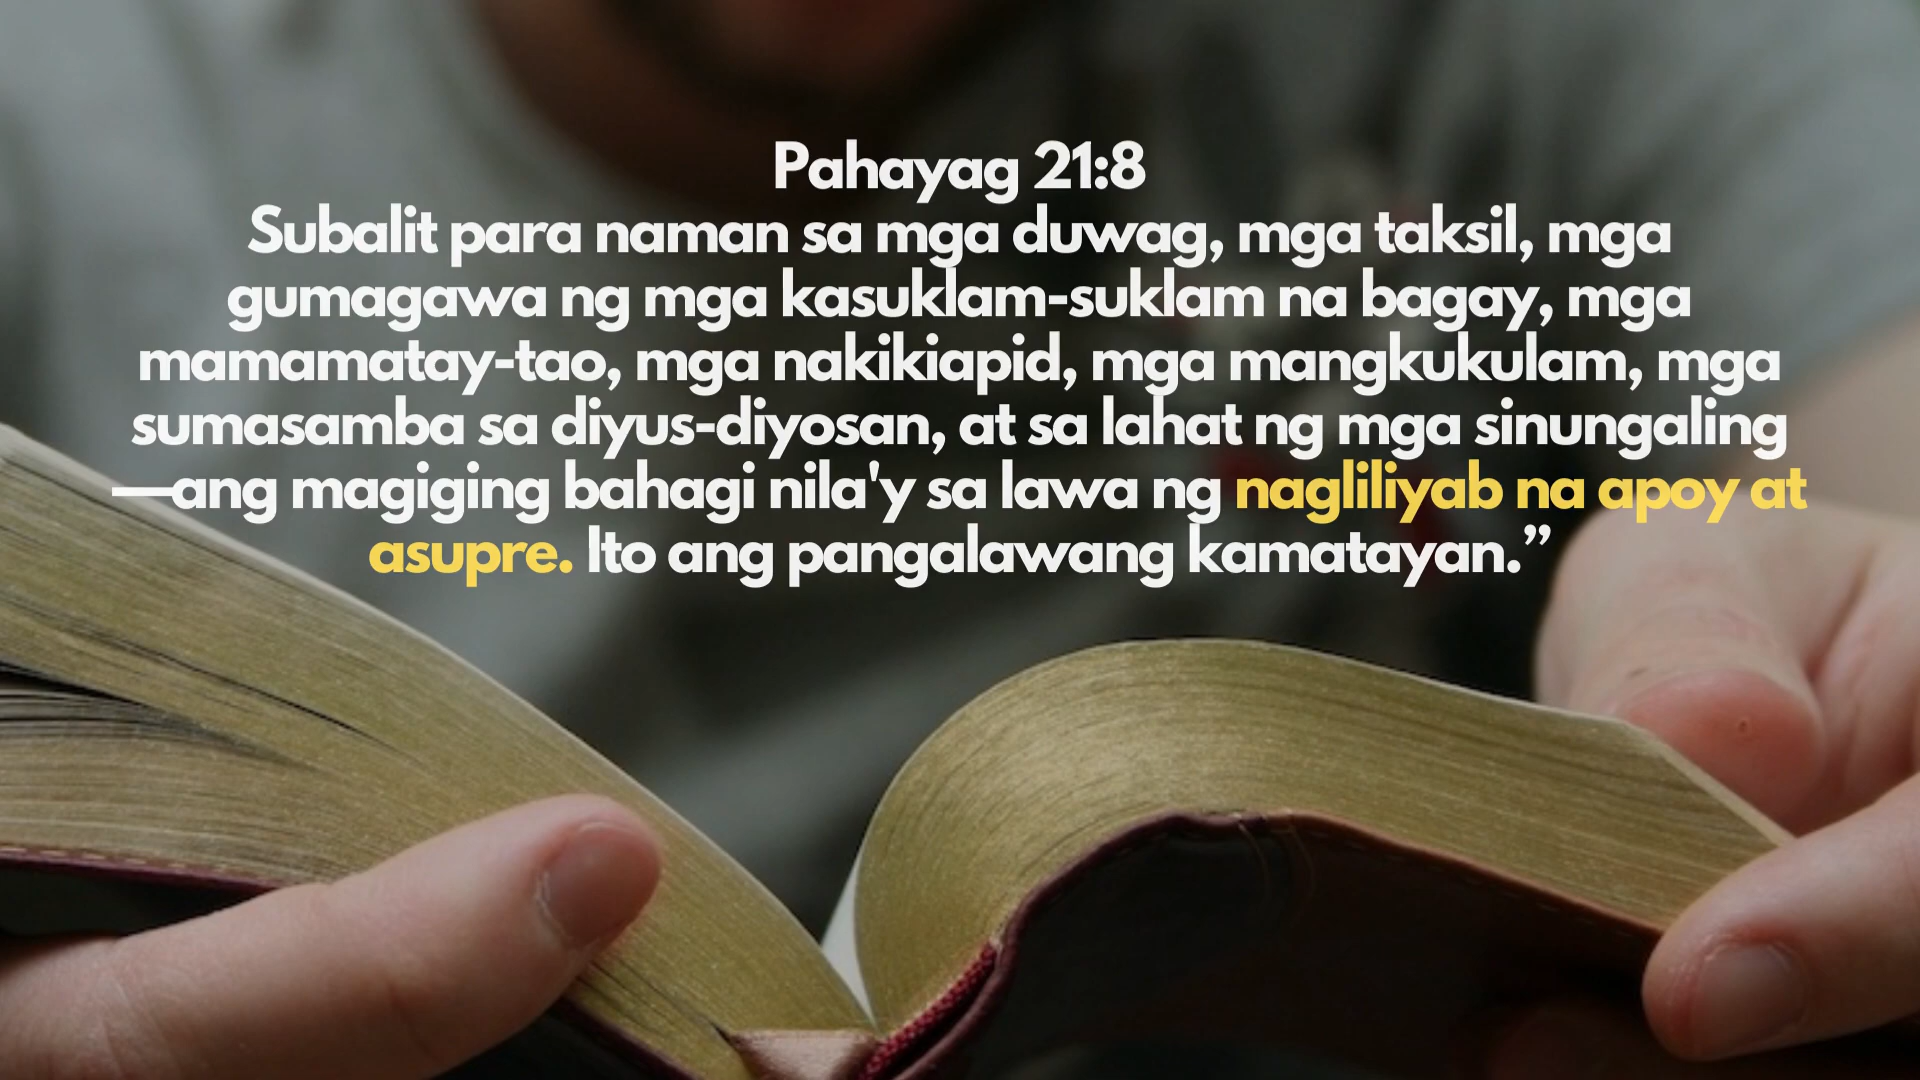 Pahayag 21:8
Subalit para naman sa mga duwag, mga taksil, mga
gumagawa ng mga kasuklam-suklam na bagay, mga
mamamatay-tao, mga nakikiapid, mga mangkukulam, mga
sumasamba sa diyus-diyosan, at sa lahat ng mga sinungaling
—ang magiging bahagi nila'y sa lawa ng nagliliyab na apoy at
asupre. Ito ang pangalawang kamatayan.”